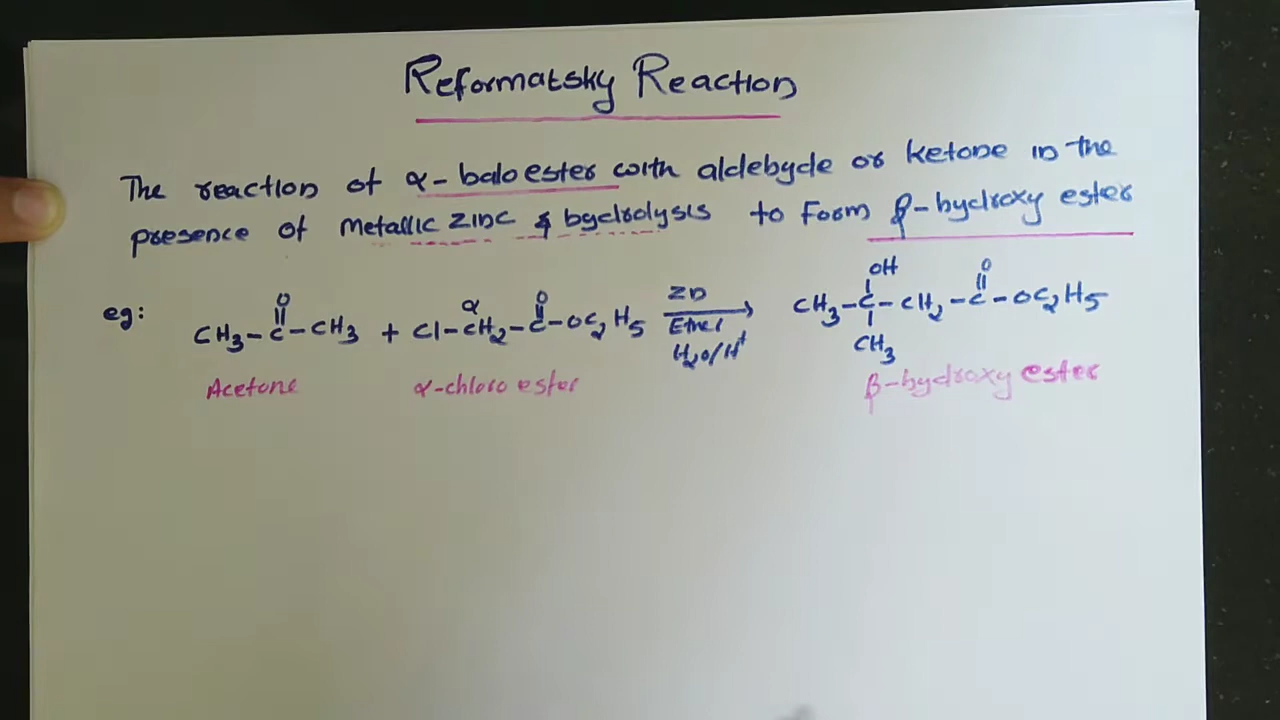 Reformatsky Reaction
The reaction of α-halo ester with aldehyde or ketone in the
presence of metallic zinc & hydrolysis to form β-hydroxy ester
eg: CH3-C(=O)-CH3 + Cl-CH2-C(=O)-OC2H5 Zn Ether H2O/H+ CH3-C(OH)(CH3)-CH2-C(=O)-OC2H5
α
Acetone α-chloro ester β-hydroxy ester